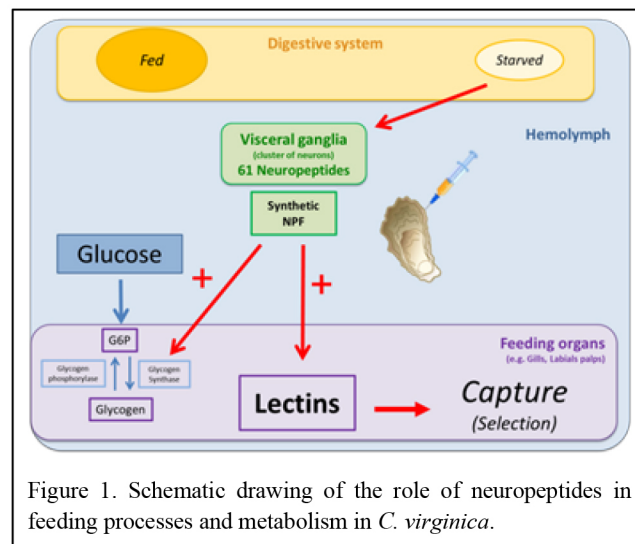 Digestive system
Fed
Starved
Visceral ganglia
(cluster of neurons)
61 Neuropeptides
Hemolymph
Synthetic
NPF
Glucose
+
+
Feeding organs
(e.g. Gills, Labials palps)
G6P
Glycogen
phosphorylase
Glycogen
Synthase
Glycogen
Lectins
Capture
(Selection)
Figure 1. Schematic drawing of the role of neuropeptides in
feeding processes and metabolism in C. virginica.